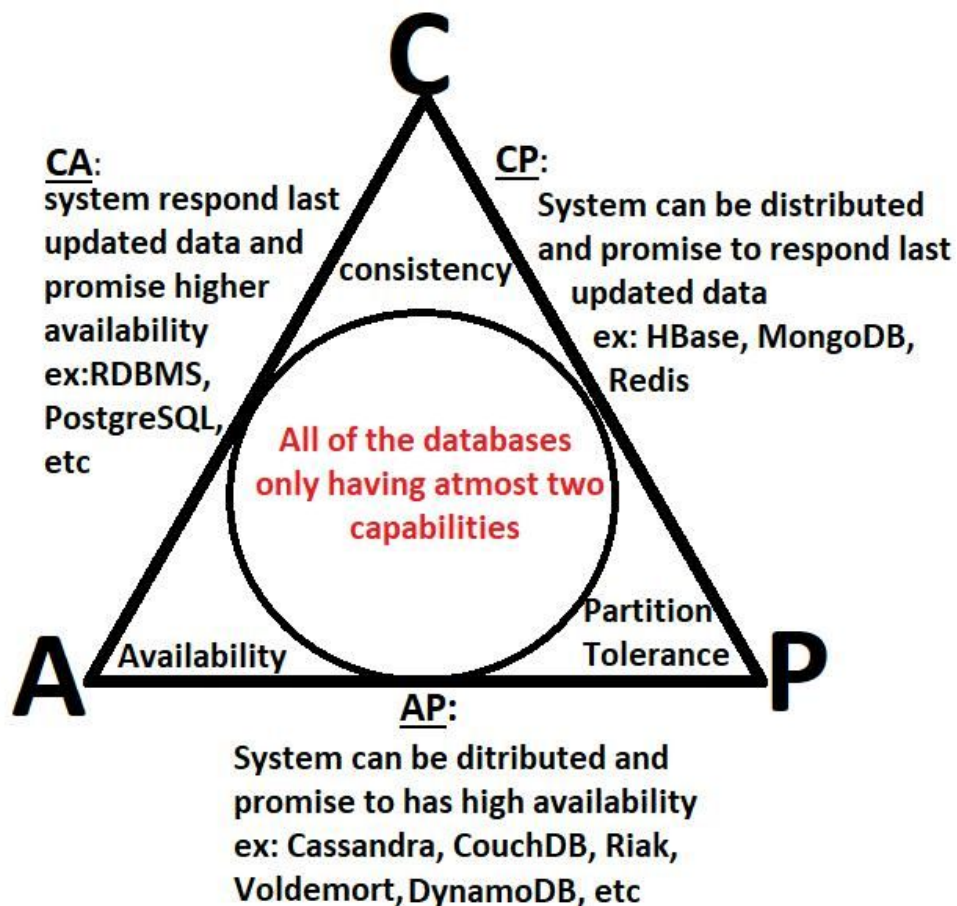 C
CA:
system respond last
updated data and
promise higher
availability
ex:RDBMS,
PostgreSQL,
etc
CP:
System can be distributed
and promise to respond last
updated data
ex: HBase, MongoDB,
Redis
consistency
All of the databases
only having atmost two
capabilities
A
Availability
Partition
Tolerance
P
AP:
System can be ditributed and
promise to has high availability
ex: Cassandra, CouchDB, Riak,
Voldemort, DynamoDB, etc